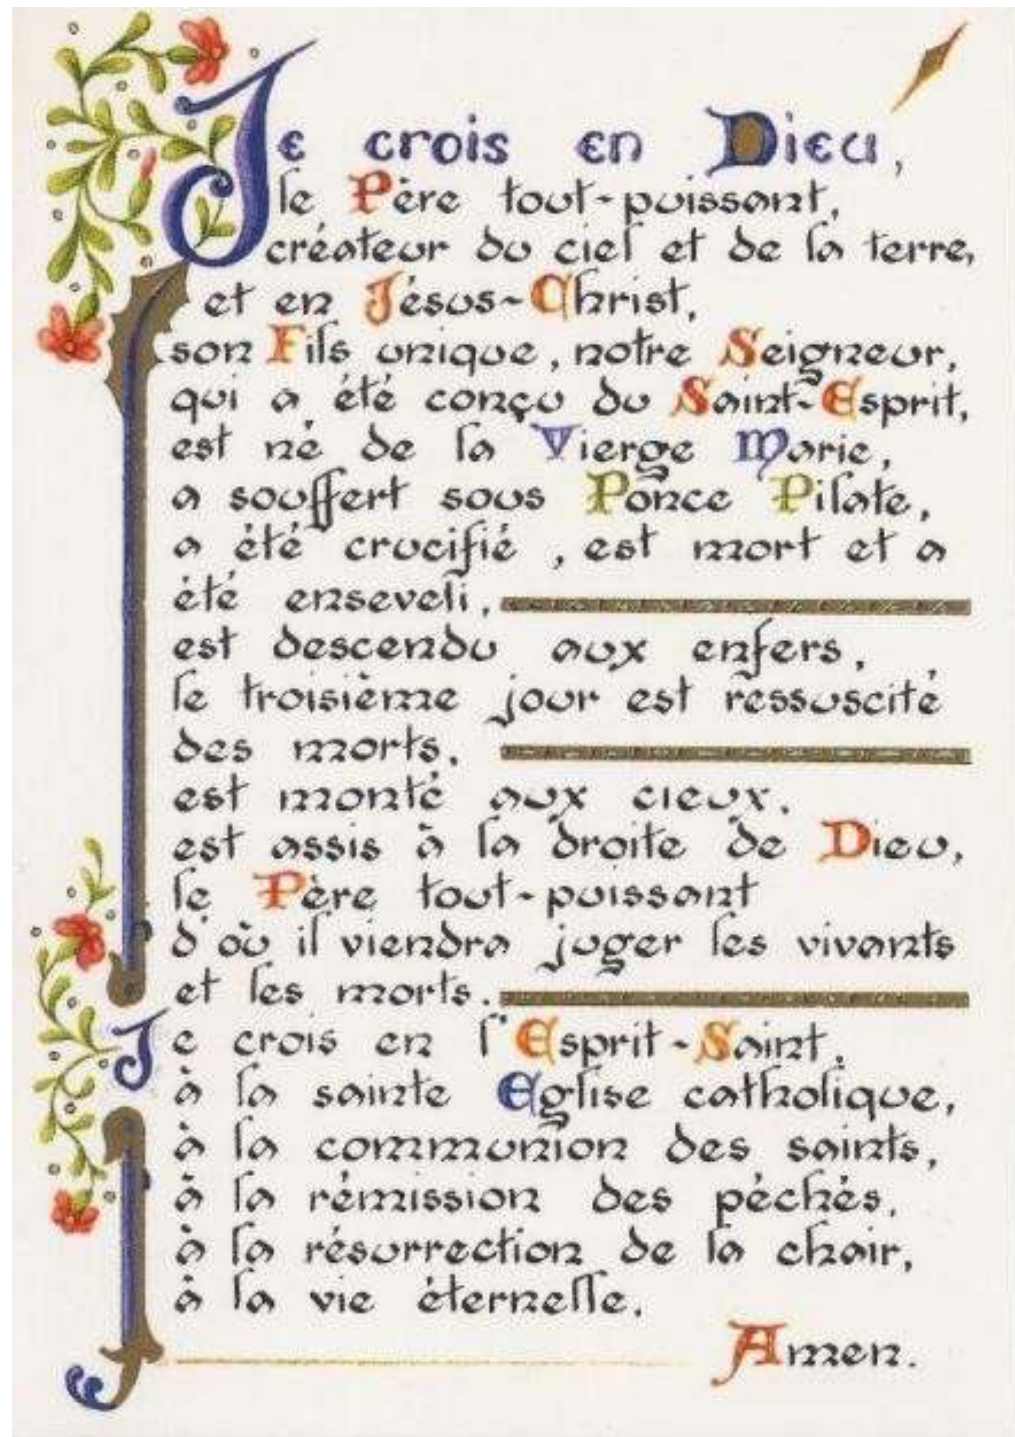 Je crois en Dieu,
le Père tout-puissant,
créateur du ciel et de la terre,
et en Jésus-Christ,
son Fils unique, notre Seigneur,
qui a été conçu du Saint-Esprit,
est né de la Vierge Marie,
a souffert sous Ponce Pilate,
a été crucifié, est mort et a
été enseveli,
est descendu aux enfers,
le troisième jour est ressuscité
des morts,
est monté aux cieux,
est assis à la droite de Dieu,
le Père tout-puissant
d'où il viendra juger les vivants
et les morts.
Je crois en l'Esprit-Saint,
à la sainte Eglise catholique,
à la communion des saints,
à la rémission des péchés,
à la résurrection de la chair,
à la vie éternelle.
Amen.